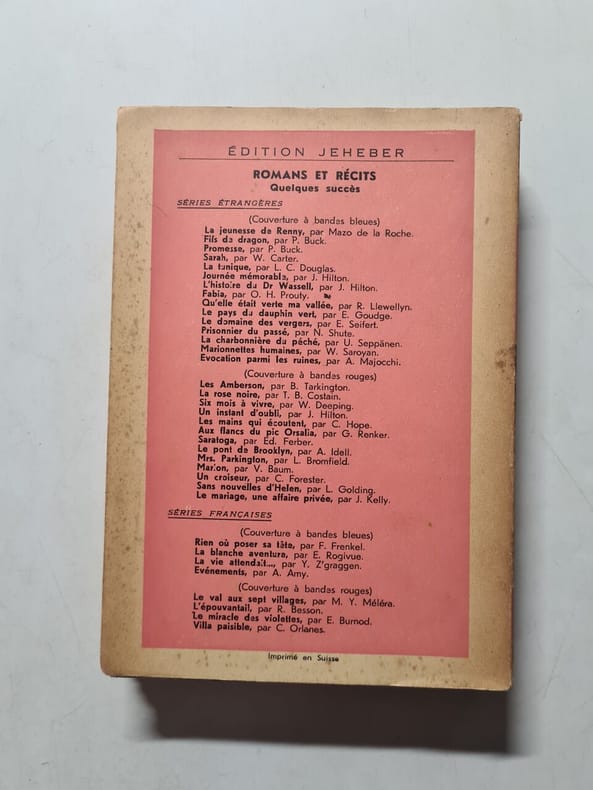 ÉDITION JEHEBER
ROMANS ET RÉCITS
Quelques succès
SÉRIES ÉTRANGÈRES
(Couverture à bandes bleues)
La jeunesse de Renny, par Mazo de la Roche.
Fils de dragon, par P. Buck.
Promesse, par P. Buck.
Sarah, par W. Carter.
La tunique, par L. C. Douglas.
Journée mémorable, par J. Hilton.
L'histoire du Dr Wassell, par J. Hilton.
Fabia, par O. H. Prouty.
Qu'elle était verte ma vallée, par R. Llewellyn.
Le pays du dauphin vert, par E. Goudge.
Le domaine des vergers, par E. Seifert.
Prisonnier du passé, par N. Shute.
La charbonnière du péché, par U. Seppänen.
Marionnettes humaines, par W. Saroyan.
Evocation parmi les ruines, par A. Majocchi.
(Couverture à bandes rouges)
Les Amberson, par B. Tarkington.
La rose noire, par T. B. Costain.
Six mois à vivre, par W. Deeping.
Un instant d'oubli, par J. Hilton.
Les mains qui écoutent, par C. Hope.
Aux flancs du pic Orsalia, par G. Renker.
Saratoga, par Ed. Ferber.
Le pont de Brooklyn, par A. Idell.
Mrs. Parkington, par L. Bromfield.
Marion, par V. Baum.
Un croiseur, par C. Forester.
Sans nouvelles d'Helen, par L. Golding.
Le mariage, une affaire privée, par J. Kelly.
SÉRIES FRANÇAISES
(Couverture à bandes bleues)
Rien où poser sa tête, par F. Frenkel.
La blanche aventure, par E. Rogivue.
La vie attendait..., par Y. Z'graggen.
Evénements, par A. Amy.
(Couverture à bandes rouges)
Le val aux sept villages, par M. Y. Méléra.
L'épouvantail, par R. Besson.
Le miracle des violettes, par E. Burnod.
Villa paisible, par C. Orlanes.
Imprimé en Suisse